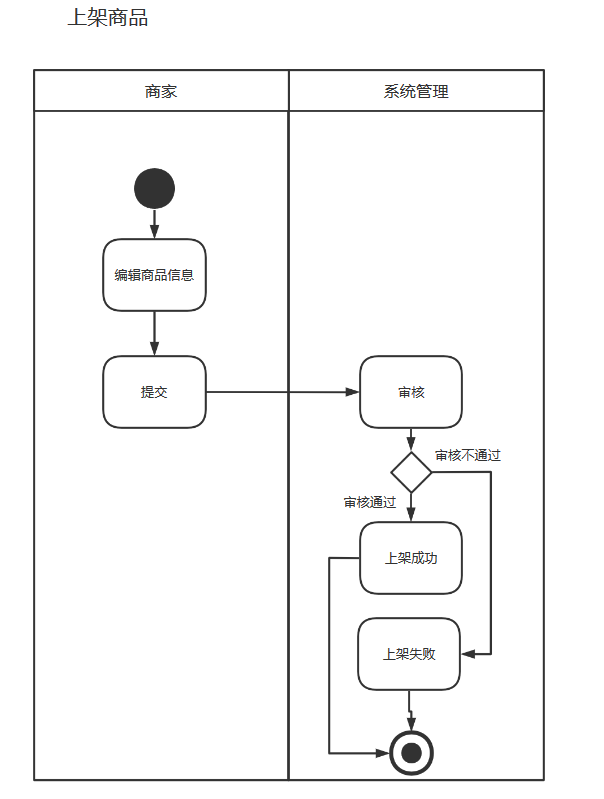 上架商品
商家
系统管理
编辑商品信息
提交
审核
审核不通过
审核通过
上架成功
上架失败